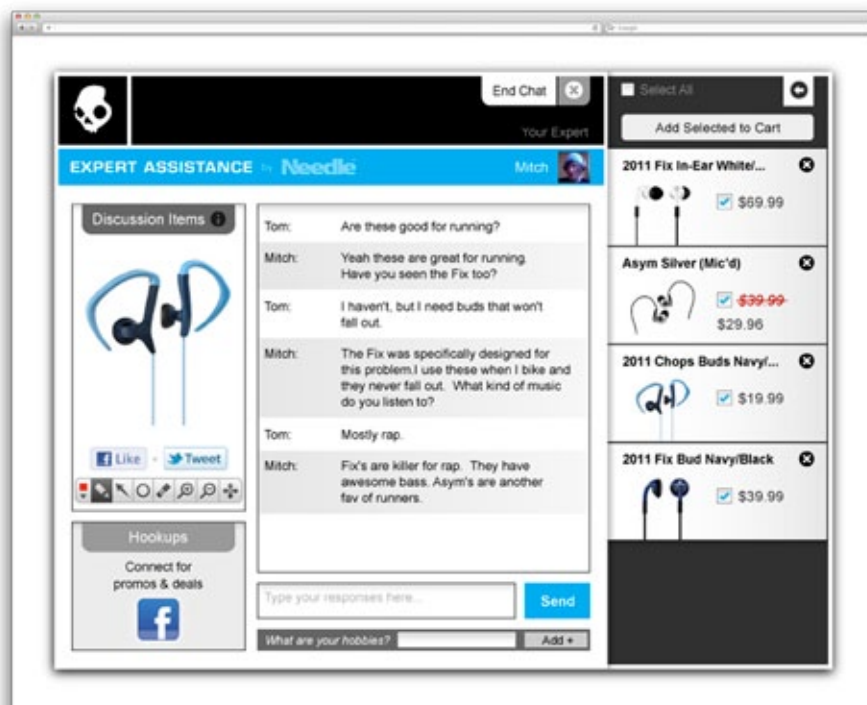 End Chat
Your Expert
EXPERT ASSISTANCE by Needle
Mitch
Discussion Items
Like
Tweet
Hookups
Connect for
promos & deals
Tom: Are these good for running?
Mitch: Yeah these are great for running.
Have you seen the Fix too?
Tom: I haven't, but I need buds that won't
fall out.
Mitch: The Fix was specifically designed for
this problem.I use these when I bike and
they never fall out. What kind of music
do you listen to?
Tom: Mostly rap.
Mitch: Fix's are killer for rap. They have
awesome bass. Asym's are another
fav of runners.
Type your responses here...
Send
What are your hobbies?
Add +
Select All
Add Selected to Cart
2011 Fix In-Ear White/...
$69.99
Asym Silver (Mic'd)
$39.99
$29.96
2011 Chops Buds Navy/...
$19.99
2011 Fix Bud Navy/Black
$39.99